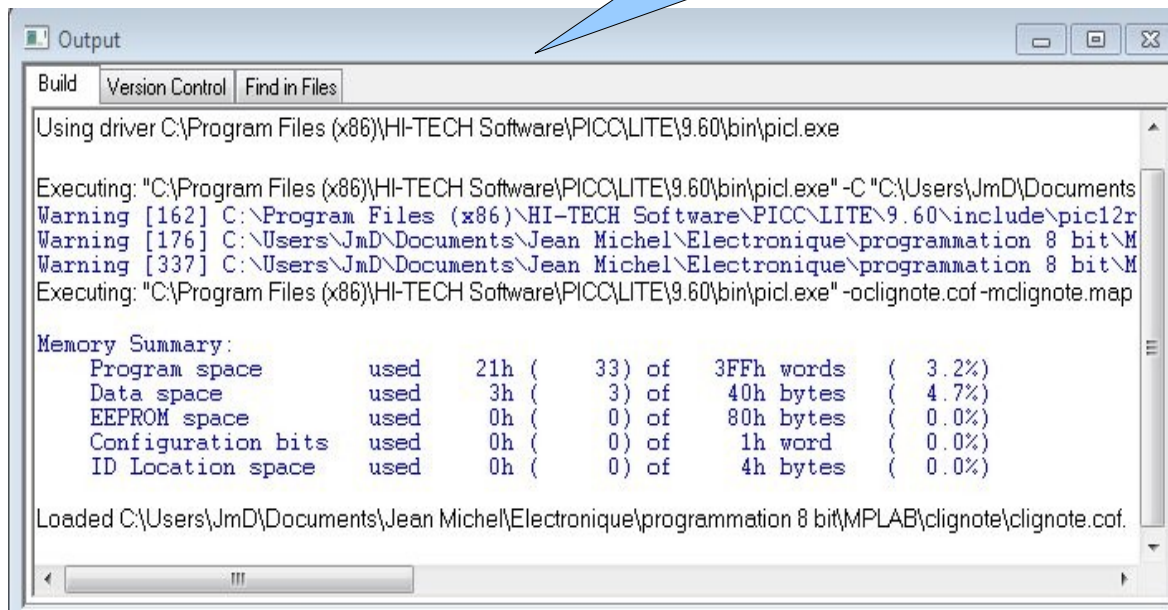 Output
Build Version Control Find in Files
Using driver C:\Program Files (x86)\HI-TECH Software\PICC\LITE\9.60\bin\picl.exe
Executing: "C:\Program Files (x86)\HI-TECH Software\PICC\LITE\9.60\bin\picl.exe" -C "C:\Users\JmD\Documents
Warning [162] C:\Program Files (x86)\HI-TECH Software\PICC\LITE\9.60\include\pic12r
Warning [176] C:\Users\JmD\Documents\Jean Michel\Electronique\programmation 8 bit\M
Warning [337] C:\Users\JmD\Documents\Jean Michel\Electronique\programmation 8 bit\M
Executing: "C:\Program Files (x86)\HI-TECH Software\PICC\LITE\9.60\bin\picl.exe" -oclignote.cof -mclignote.map
Memory Summary:
Program space used 21h ( 33) of 3FFh words ( 3.2%)
Data space used 3h ( 3) of 40h bytes ( 4.7%)
EEPROM space used 0h ( 0) of 80h bytes ( 0.0%)
Configuration bits used 0h ( 0) of 1h word ( 0.0%)
ID Location space used 0h ( 0) of 4h bytes ( 0.0%)
Loaded C:\Users\JmD\Documents\Jean Michel\Electronique\programmation 8 bit\MPLAB\clignote\clignote.cof.